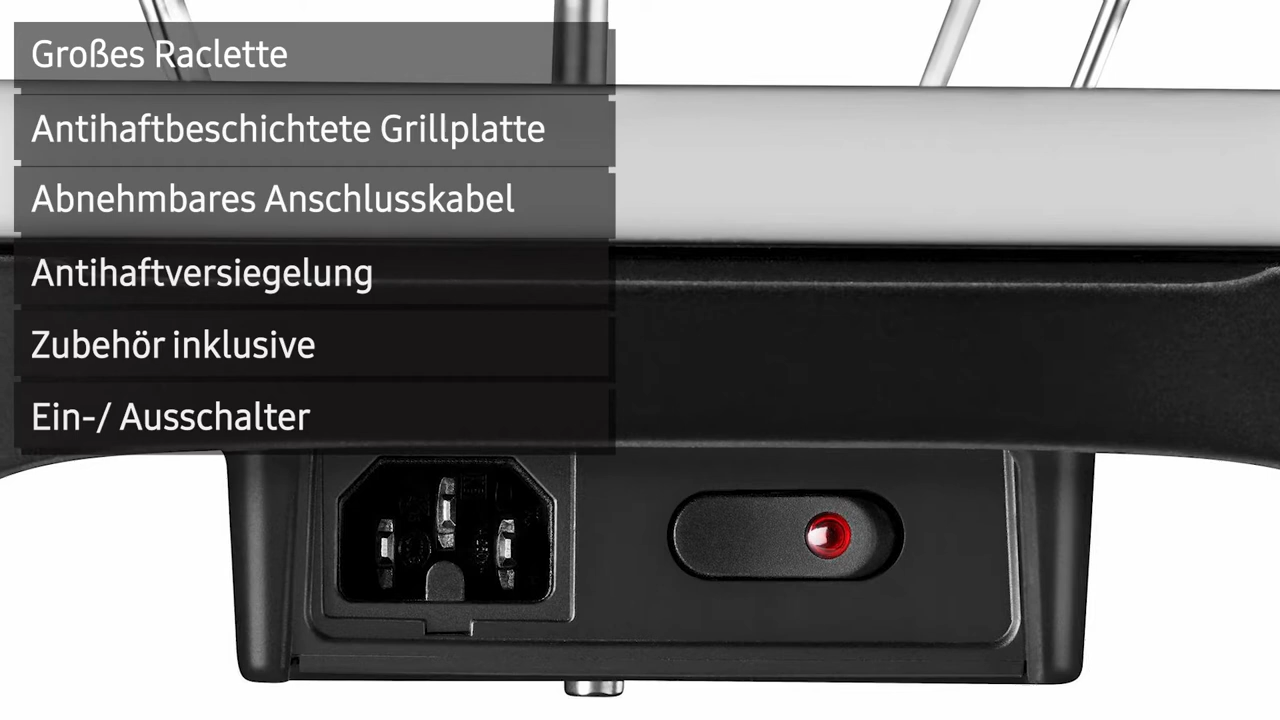 Großes Raclette
Antihaftbeschichtete Grillplatte
Abnehmbares Anschlusskabel
Antihaftversiegelung
Zubehör inklusive
Ein-/ Ausschalter